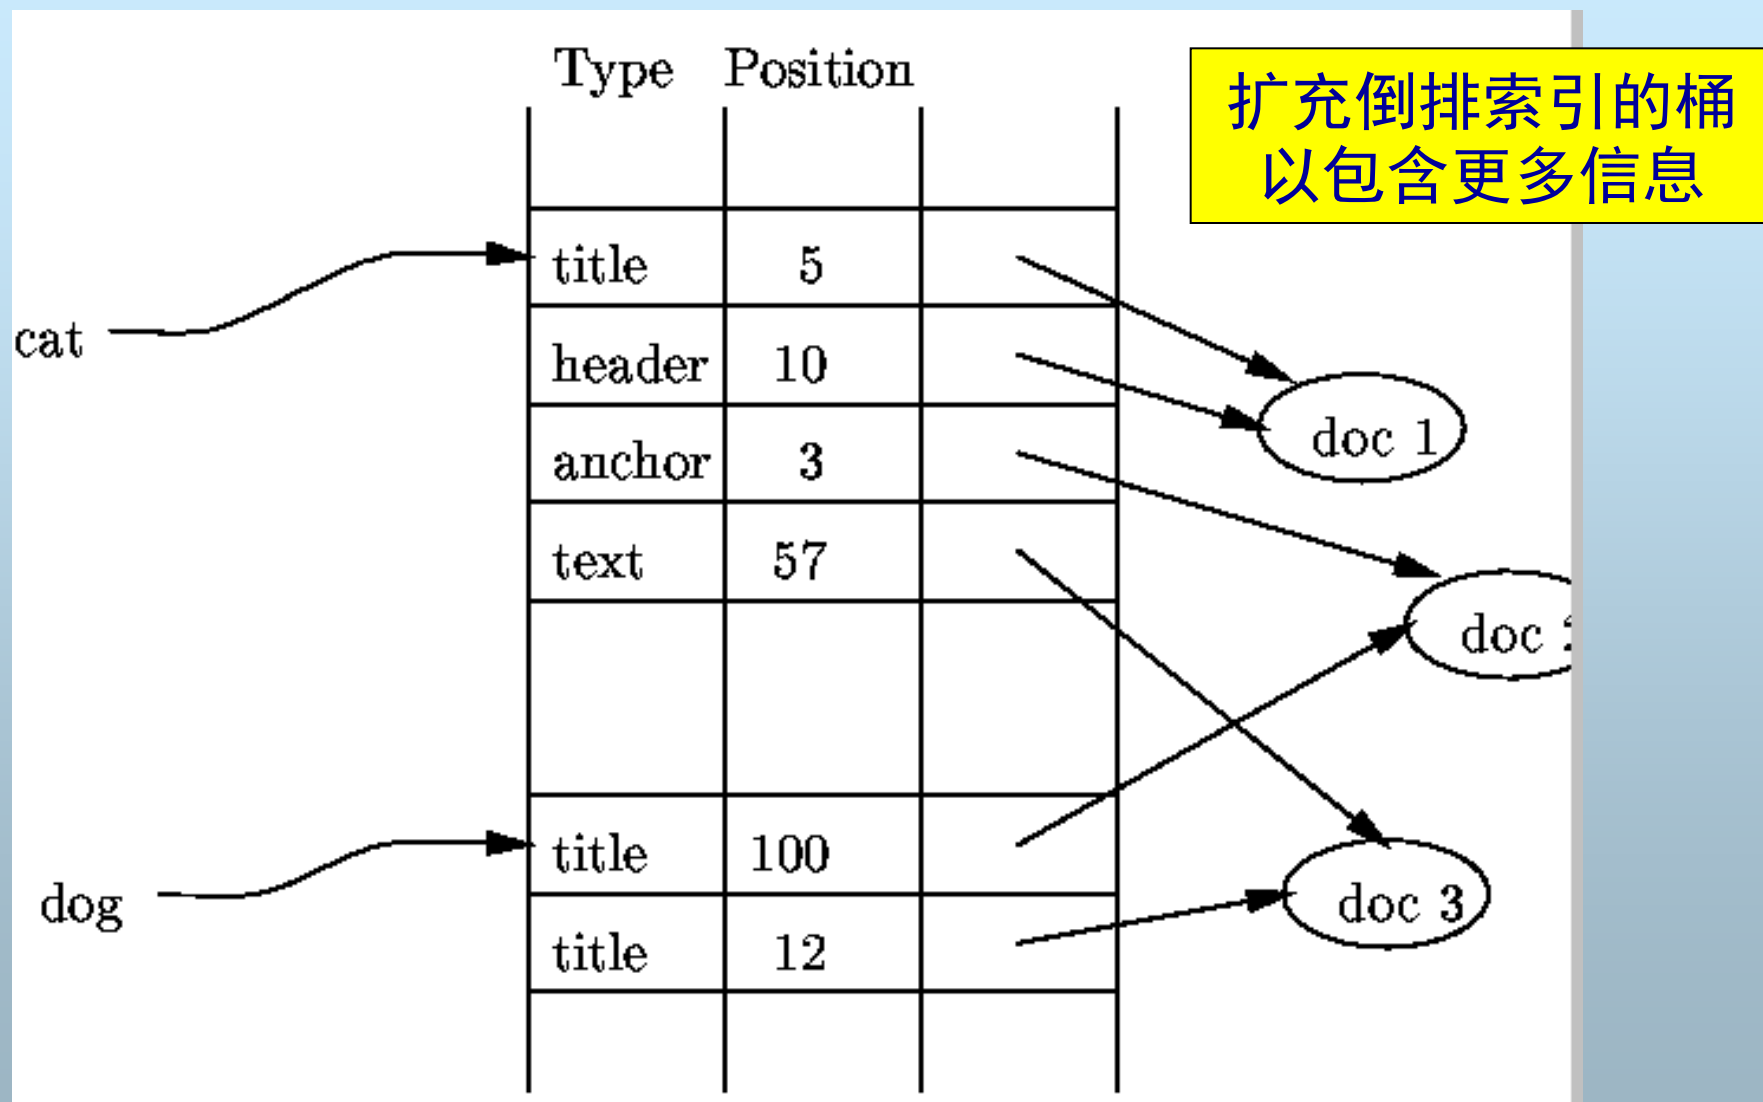 Type Position
扩充倒排索引的桶
以包含更多信息
title 5
cat
header 10
doc 1
anchor 3
text 57
doc
title 100
dog
doc 3
title 12